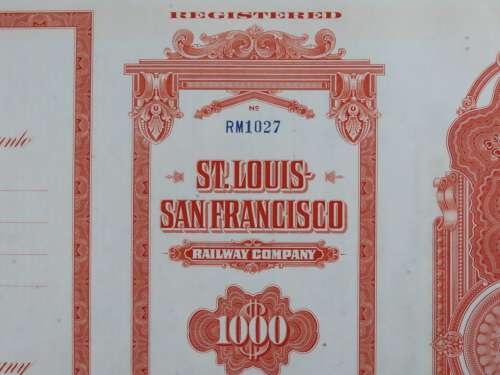 REGISTERED
No
RM1027
ST. LOUIS-
SAN FRANCISCO
RAILWAY COMPANY
$1000